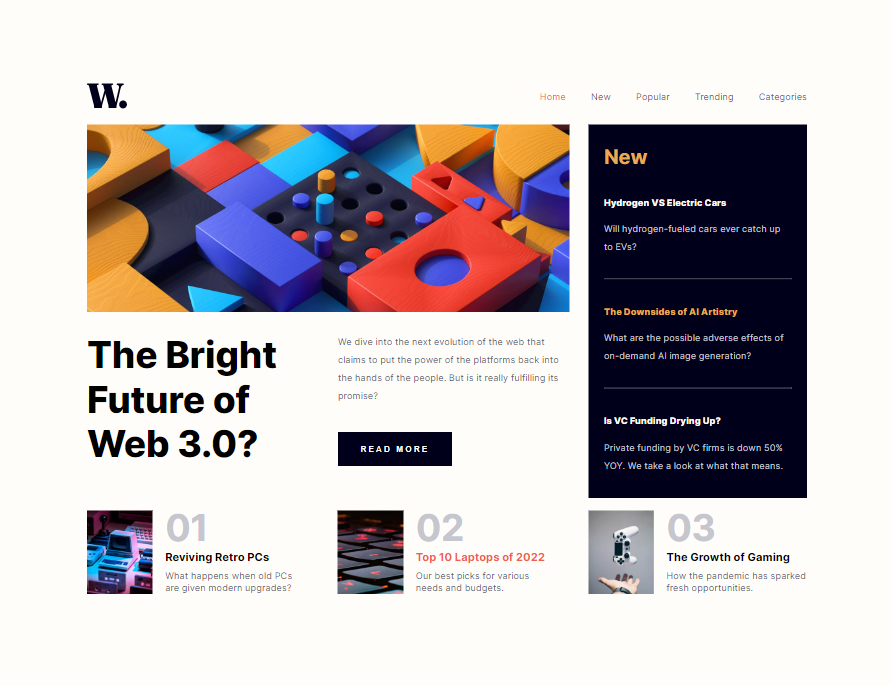 W.
Home New Popular Trending Categories
The Bright
Future of
Web 3.0?
We dive into the next evolution of the web that
claims to put the power of the platforms back into
the hands of the people. But is it really fulfilling its
promise?
READ MORE
New
Hydrogen VS Electric Cars
Will hydrogen-fueled cars ever catch up
to EVs?
The Downsides of AI Artistry
What are the possible adverse effects of
on-demand AI image generation?
Is VC Funding Drying Up?
Private funding by VC firms is down 50%
YOY. We take a look at what that means.
01
Reviving Retro PCs
What happens when old PCs
are given modern upgrades?
02
Top 10 Laptops of 2022
Our best picks for various
needs and budgets.
03
The Growth of Gaming
How the pandemic has sparked
fresh opportunities.